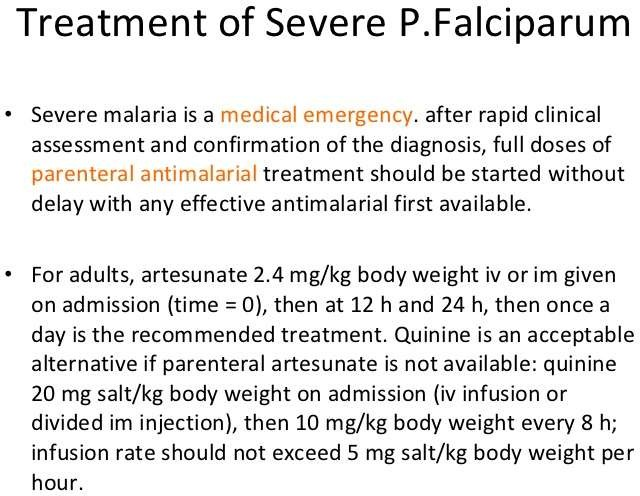 Treatment of Severe P.Falciparum
• Severe malaria is a medical emergency. after rapid clinical
assessment and confirmation of the diagnosis, full doses of
parenteral antimalarial treatment should be started without
delay with any effective antimalarial first available.
• For adults, artesunate 2.4 mg/kg body weight iv or im given
on admission (time = 0), then at 12 h and 24 h, then once a
day is the recommended treatment. Quinine is an acceptable
alternative if parenteral artesunate is not available: quinine
20 mg salt/kg body weight on admission (iv infusion or
divided im injection), then 10 mg/kg body weight every 8 h;
infusion rate should not exceed 5 mg salt/kg body weight per
hour.